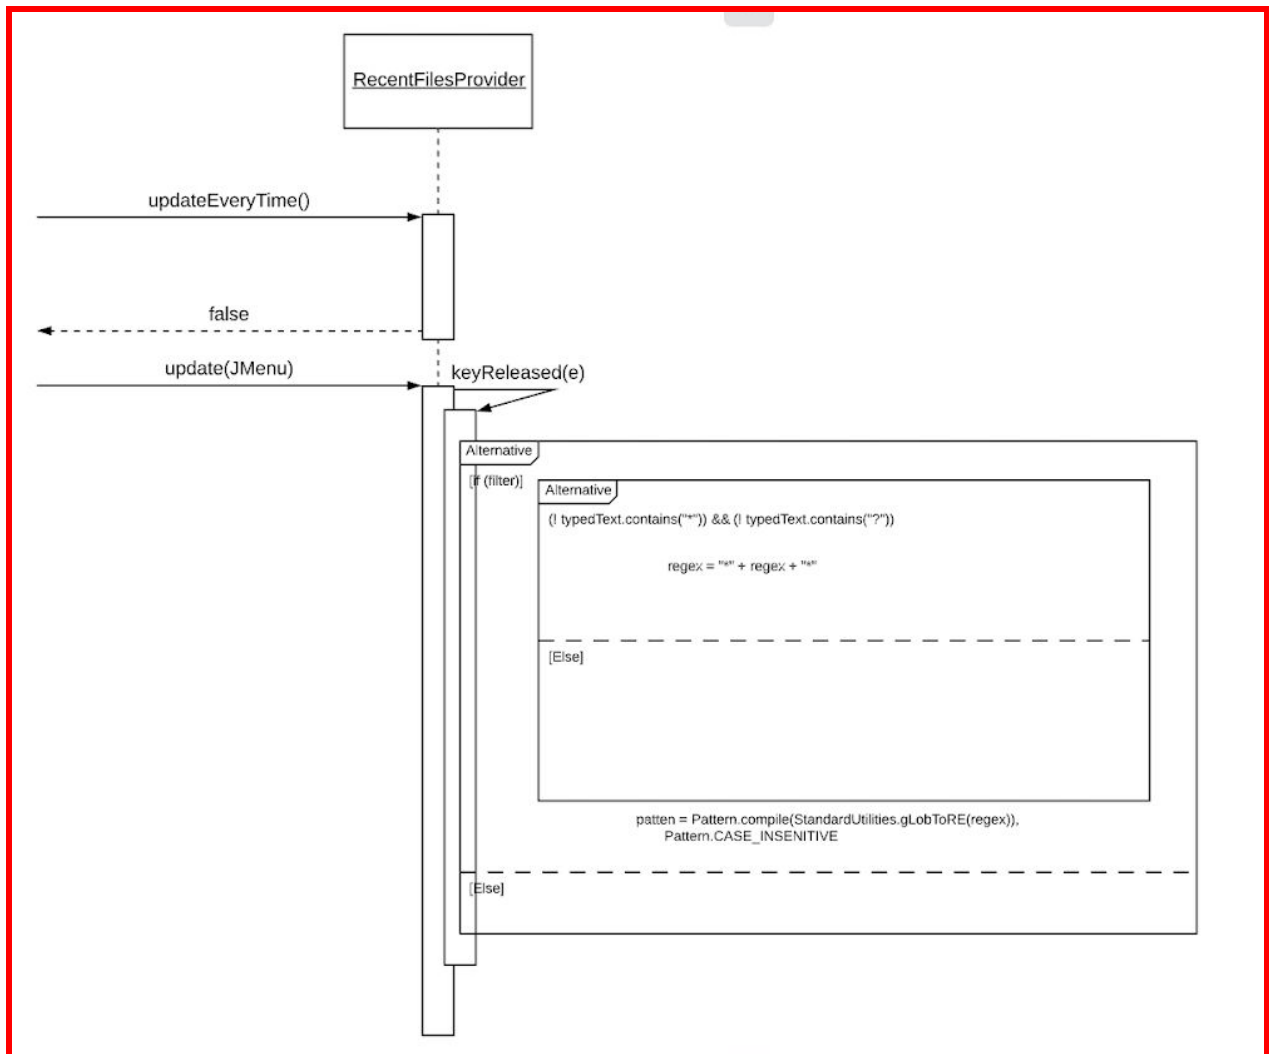 RecentFilesProvider
updateEveryTime()
false
update(JMenu)
keyReleased(e)
Alternative
[if (filter)]
Alternative
(! typedText.contains("*")) && (! typedText.contains("?"))
regex = "*" + regex + "*"
[Else]
patten = Pattern.compile(StandardUtilities.gLobToRE(regex)),
Pattern.CASE_INSENITIVE
[Else]